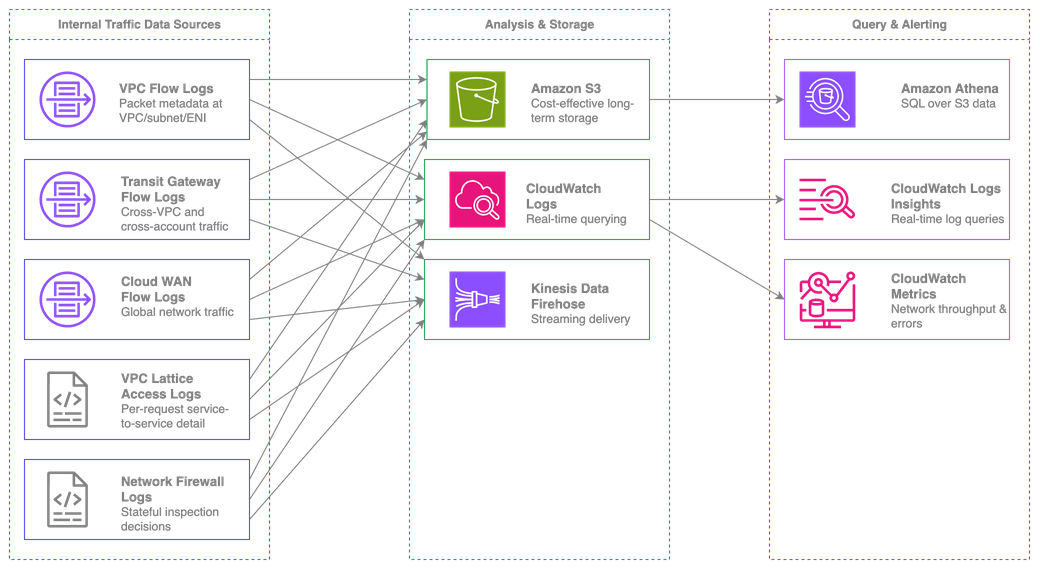 Internal Traffic Data Sources
VPC Flow Logs
Packet metadata at
VPC/subnet/ENI
Transit Gateway
Flow Logs
Cross-VPC and
cross-account traffic
Cloud WAN
Flow Logs
Global network traffic
VPC Lattice
Access Logs
Per-request service-
to-service detail
Network Firewall
Logs
Stateful inspection
decisions
Analysis & Storage
Amazon S3
Cost-effective long-
term storage
CloudWatch
Logs
Real-time querying
Kinesis Data
Firehose
Streaming delivery
Query & Alerting
Amazon Athena
SQL over S3 data
CloudWatch Logs
Insights
Real-time log queries
CloudWatch
Metrics
Network throughput &
errors